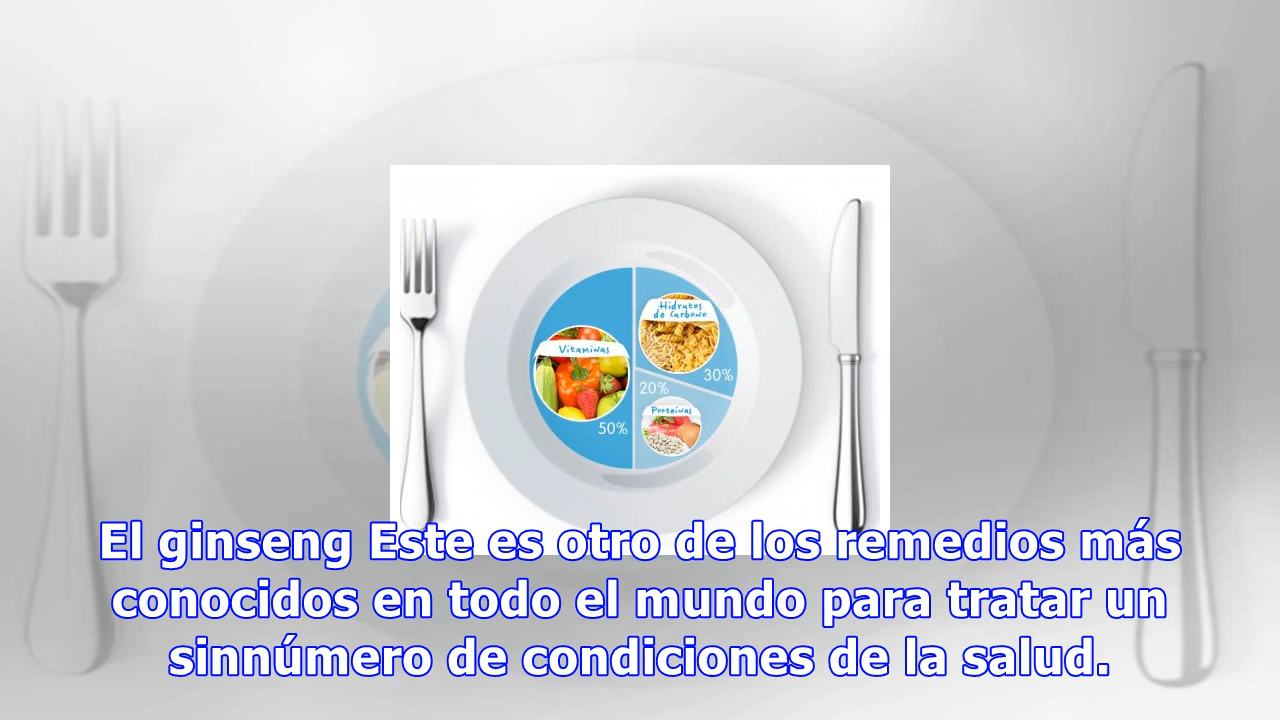 Hidratos
de Carbono
Vitaminas
30%
20%
Proteínas
50%
El ginseng Este es otro de los remedios más
conocidos en todo el mundo para tratar un
sinnúmero de condiciones de la salud.